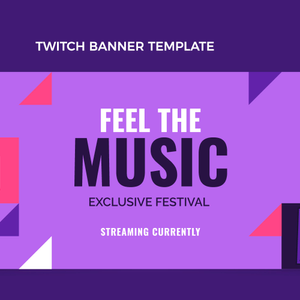 TWITCH BANNER TEMPLATE
FEEL THE
MUSIC
EXCLUSIVE FESTIVAL
STREAMING CURRENTLY